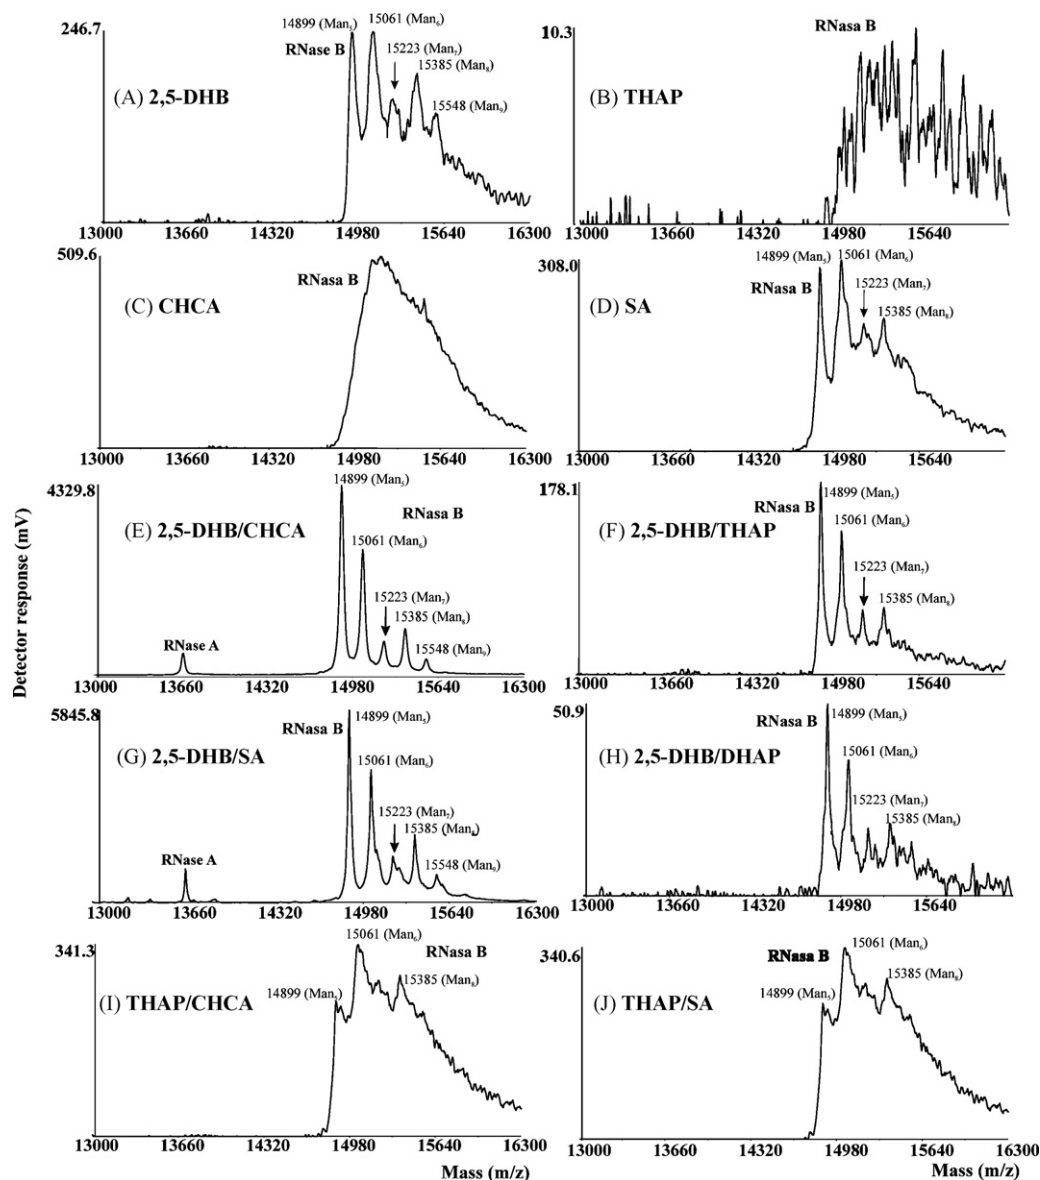 Detector response (mV)
246.7
(A) 2,5-DHB
RNase B
14899 (Man₅)
15061 (Man₆)
15223 (Man₇)
15385 (Man₈)
15548 (Man₉)
13000 13660 14320 14980 15640 16300
10.3
(B) THAP
RNasa B
13000 13660 14320 14980 15640
509.6
(C) CHCA
RNasa B
13000 13660 14320 14980 15640 16300
308.0
(D) SA
RNasa B
14899 (Man₅)
15061 (Man₆)
15223 (Man₇)
15385 (Man₈)
13000 13660 14320 14980 15640
4329.8
(E) 2,5-DHB/CHCA
RNase A
14899 (Man₅)
RNasa B
15061 (Man₆)
15223 (Man₇)
15385 (Man₈)
15548 (Man₉)
13000 13660 14320 14980 15640 16300
178.1
(F) 2,5-DHB/THAP
RNasa B
14899 (Man₅)
15061 (Man₆)
15223 (Man₇)
15385 (Man₈)
13000 13660 14320 14980 15640
5845.8
(G) 2,5-DHB/SA
RNase A
RNasa B
14899 (Man₅)
15061 (Man₆)
15223 (Man₇)
15385 (Man₈)
15548 (Man₉)
13000 13660 14320 14980 15640 16300
50.9
(H) 2,5-DHB/DHAP
RNasa B
14899 (Man₅)
15061 (Man₆)
15223 (Man₇)
15385 (Man₈)
13000 13660 14320 14980 15640
341.3
(I) THAP/CHCA
15061 (Man₆)
RNasa B
14899 (Man₅)
15385 (Man₈)
13000 13660 14320 14980 15640 16300
Mass (m/z)
340.6
(J) THAP/SA
15061 (Man₆)
RNasa B
14899 (Man₅)
15385 (Man₈)
13000 13660 14320 14980 15640 16300
Mass (m/z)